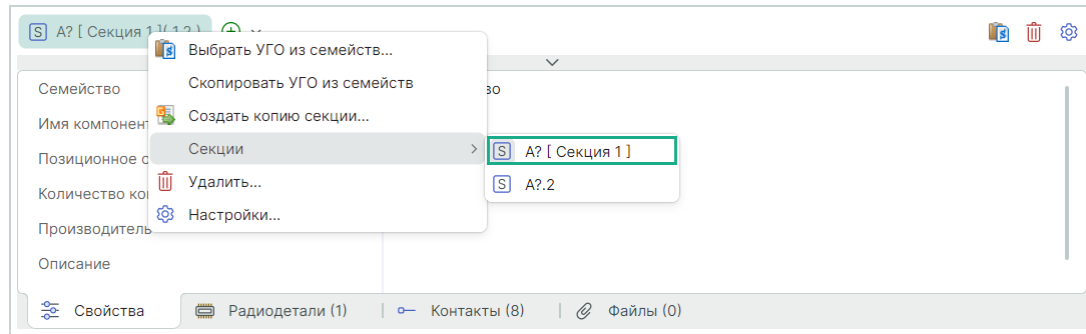 A? [ Секция 1 ]( 1.2 )
Выбрать УГО из семейств...
Скопировать УГО из семейств
Создать копию секции...
Секции
Удалить...
Настройки...
A? [ Секция 1 ]
A?.2
Семейство
во
Имя компонент
Позиционное о
Количество ко
Производитель
Описание
Свойства
Радиодетали (1)
Контакты (8)
Файлы (0)